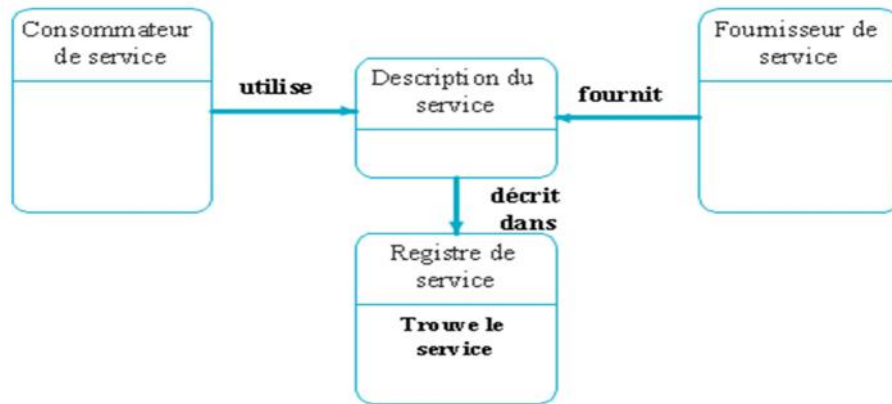 Consommateur
de service
utilise
Description du
service
fournit
Fournisseur de
service
décrit
dans
Registre de
service
Trouve le
service